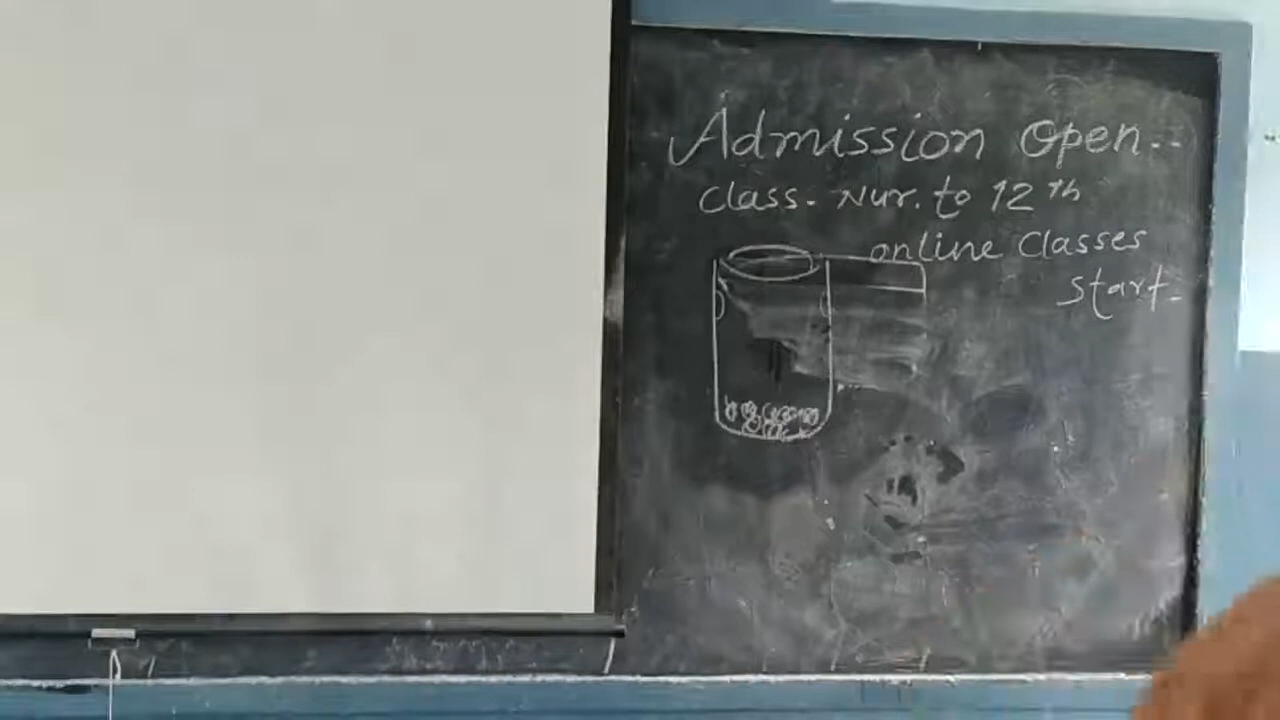 Admission Open..
Class. Nur. to 12th
online Classes
Start.